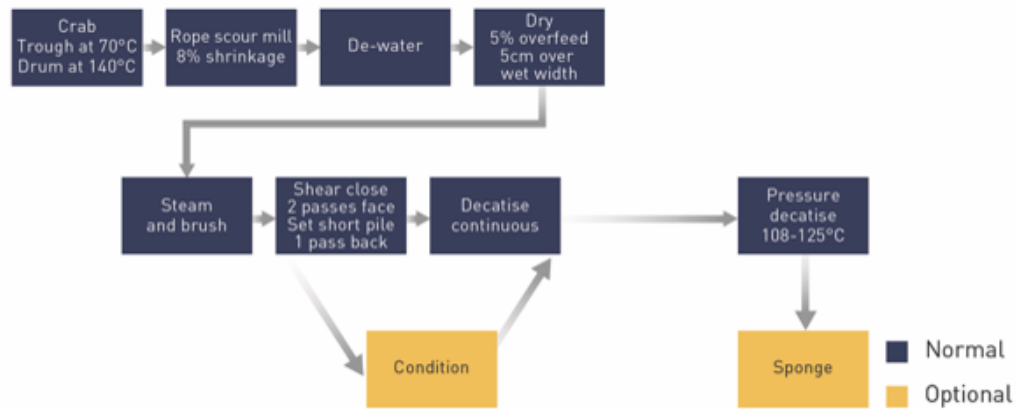 Crab
Trough at 70°C
Drum at 140°C
Rope scour mill
8% shrinkage
De-water
Dry
5% overfeed
5cm over
wet width
Steam
and brush
Shear close
2 passes face
Set short pile
1 pass back
Decatise
continuous
Pressure
decatise
108-125°C
Condition
Sponge
Normal
Optional